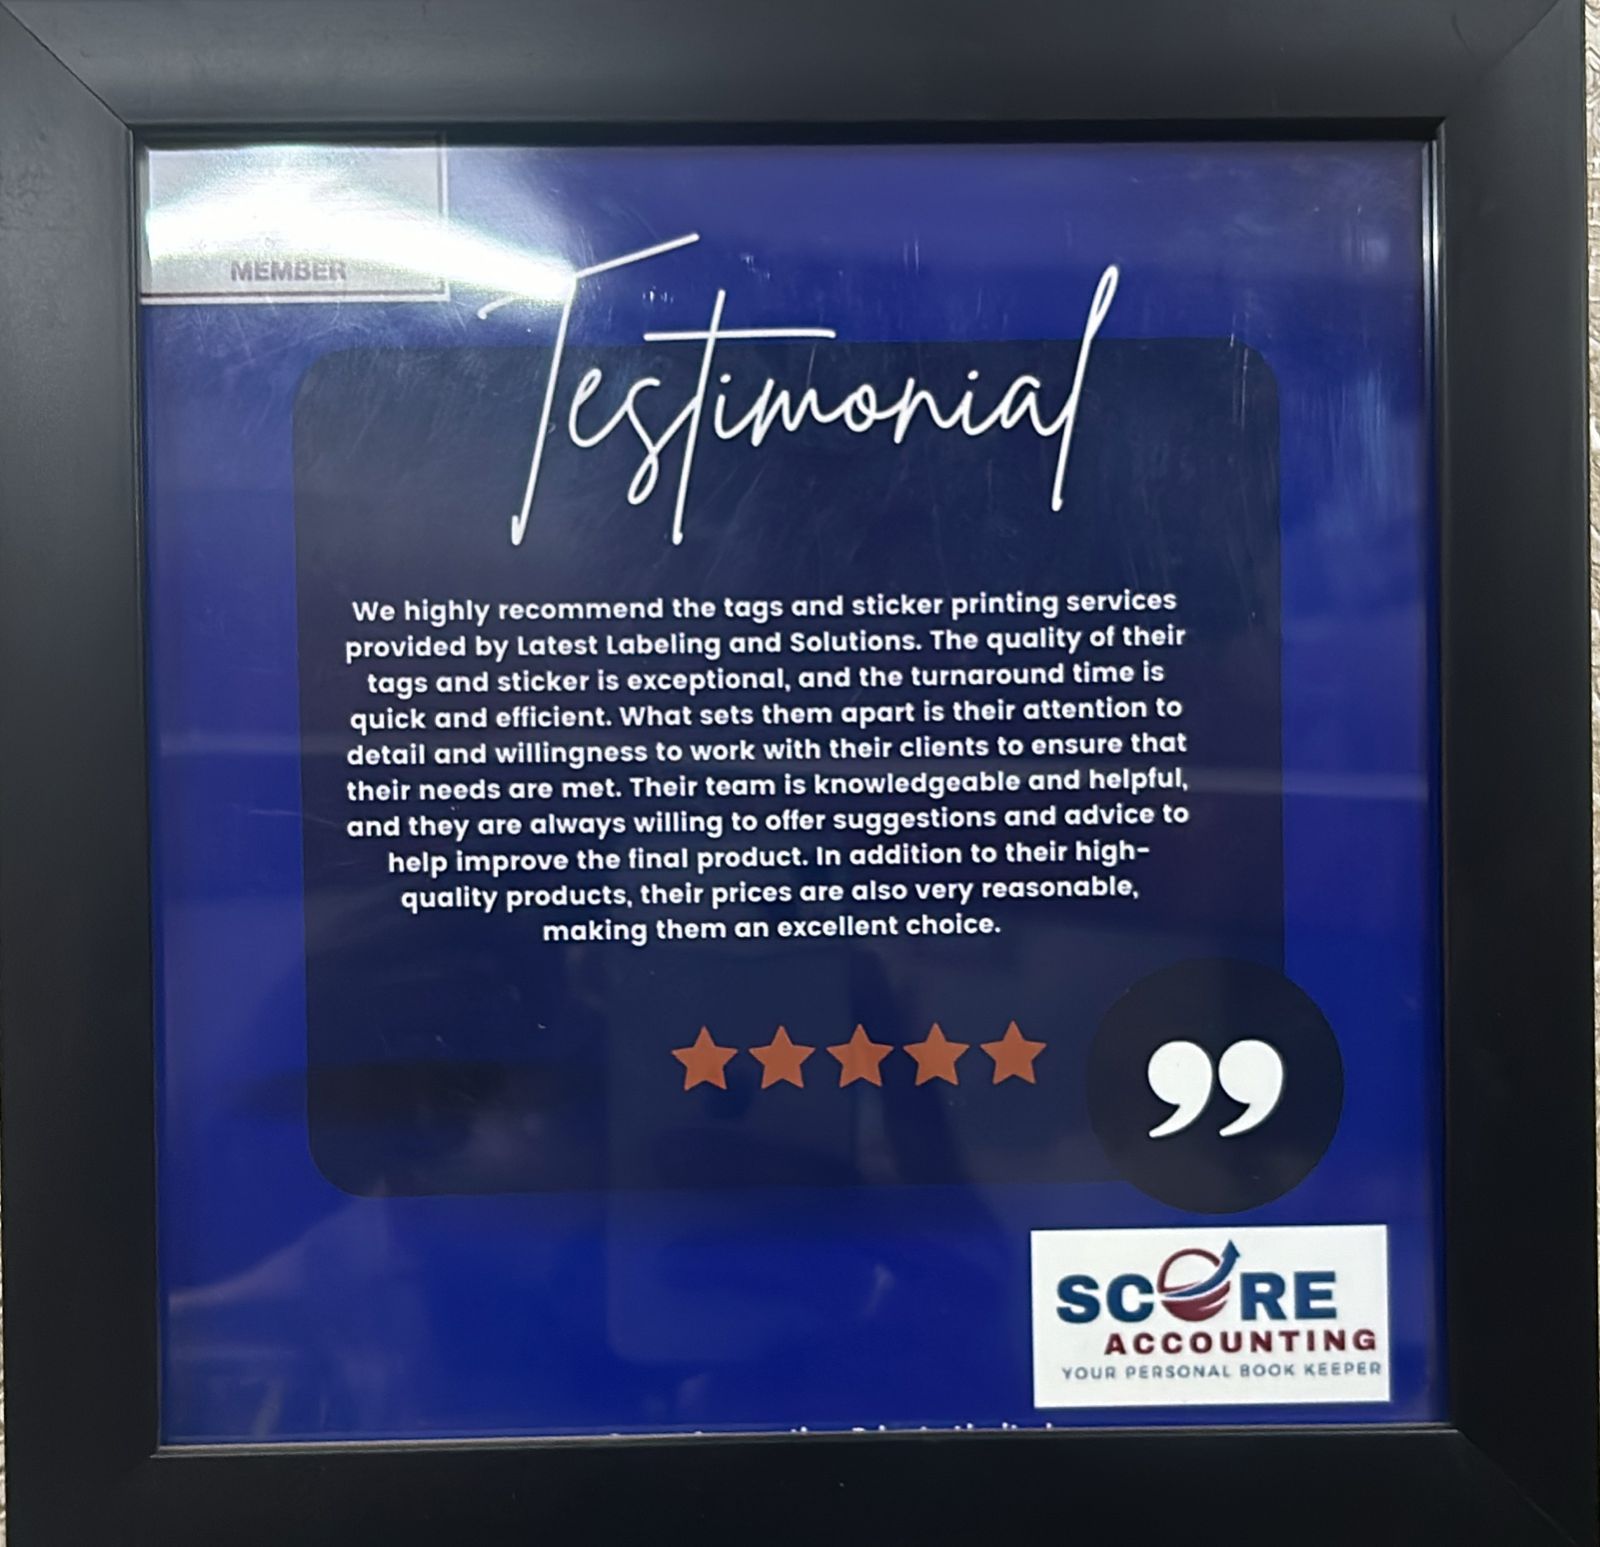 MEMBER
Testimonial
We highly recommend the tags and sticker printing services
provided by Latest Labeling and Solutions. The quality of their
tags and sticker is exceptional, and the turnaround time is
quick and efficient. What sets them apart is their attention to
detail and willingness to work with their clients to ensure that
their needs are met. Their team is knowledgeable and helpful,
and they are always willing to offer suggestions and advice to
help improve the final product. In addition to their high-
quality products, their prices are also very reasonable,
making them an excellent choice.
”
SCORE
ACCOUNTING
YOUR PERSONAL BOOK KEEPER